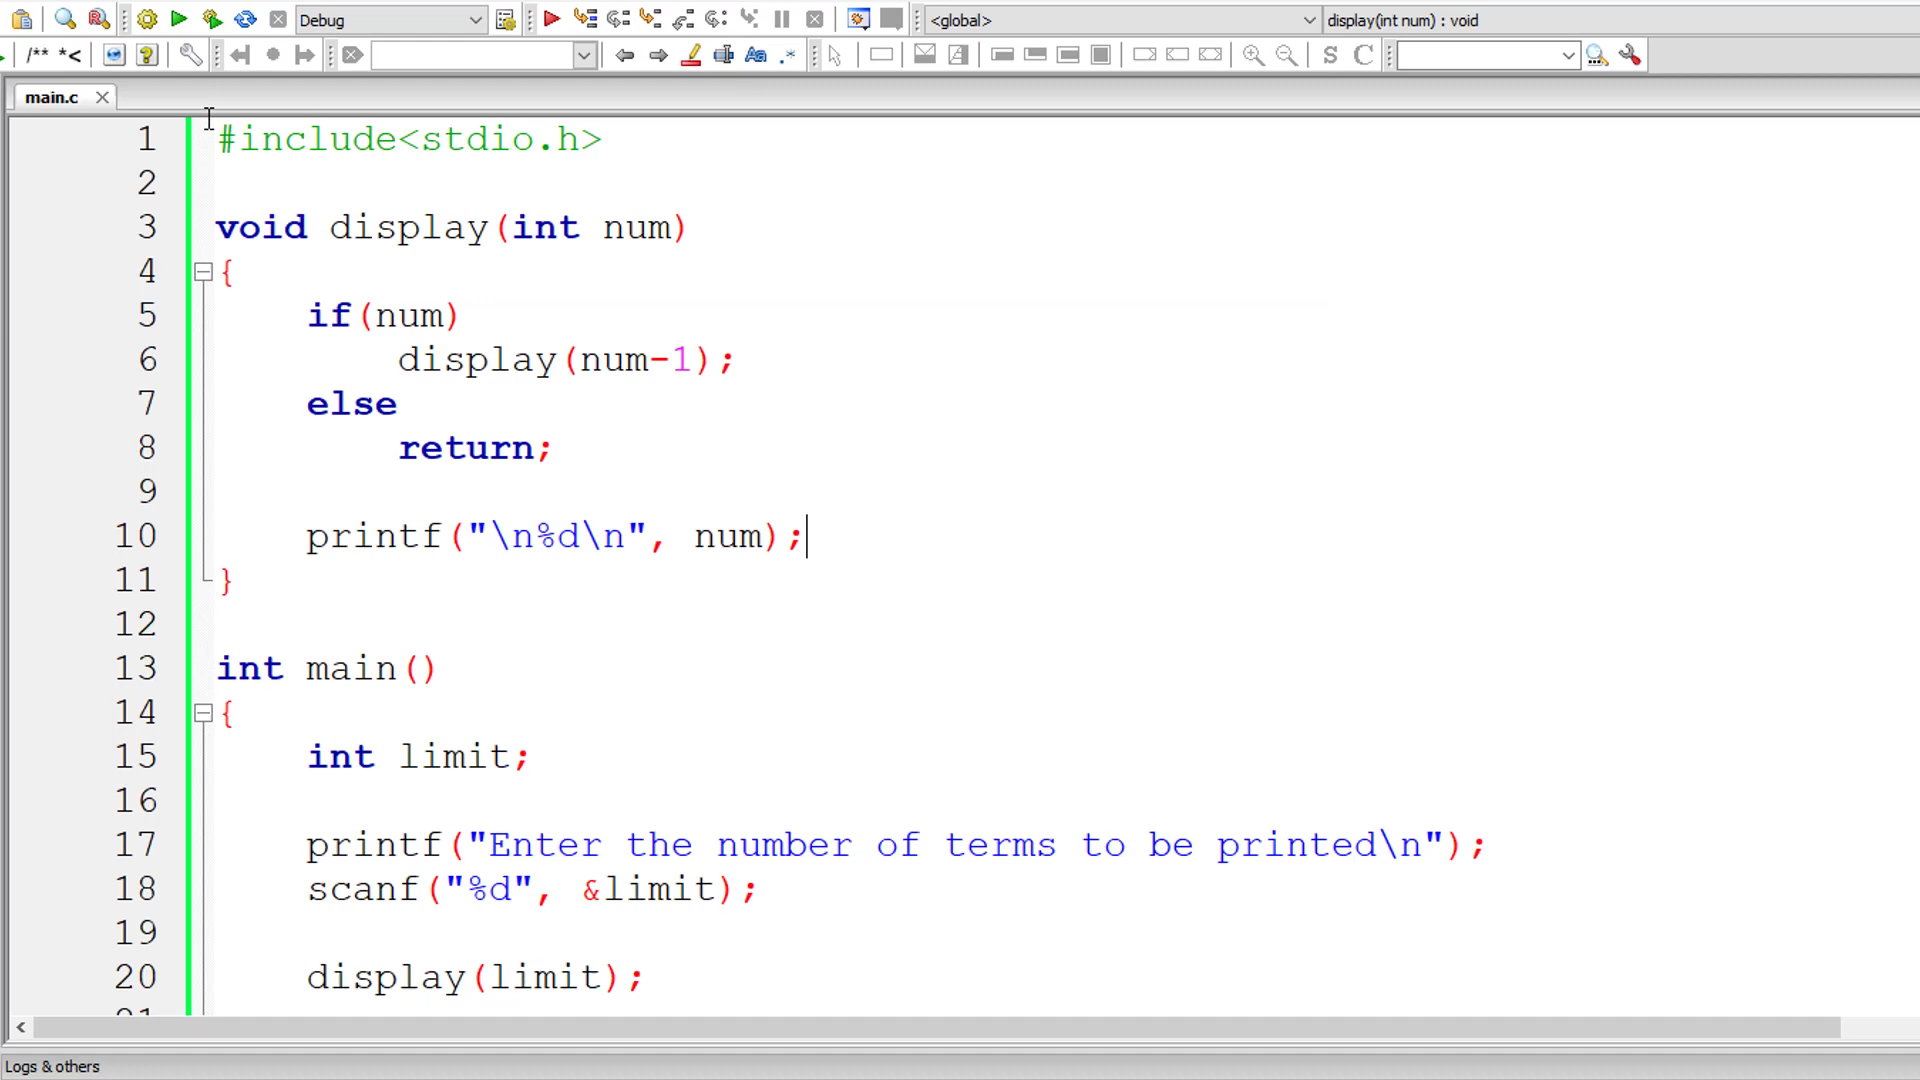 Debug
<global>
display(int num) : void
/** *<
Aa .*
S C
main.c
1 #include<stdio.h>
2
3 void display(int num)
4 {
5 if(num)
6 display(num-1);
7 else
8 return;
9
10 printf("\n%d\n", num);
11 }
12
13 int main()
14 {
15 int limit;
16
17 printf("Enter the number of terms to be printed\n");
18 scanf("%d", &limit);
19
20 display(limit);
21
Logs & others